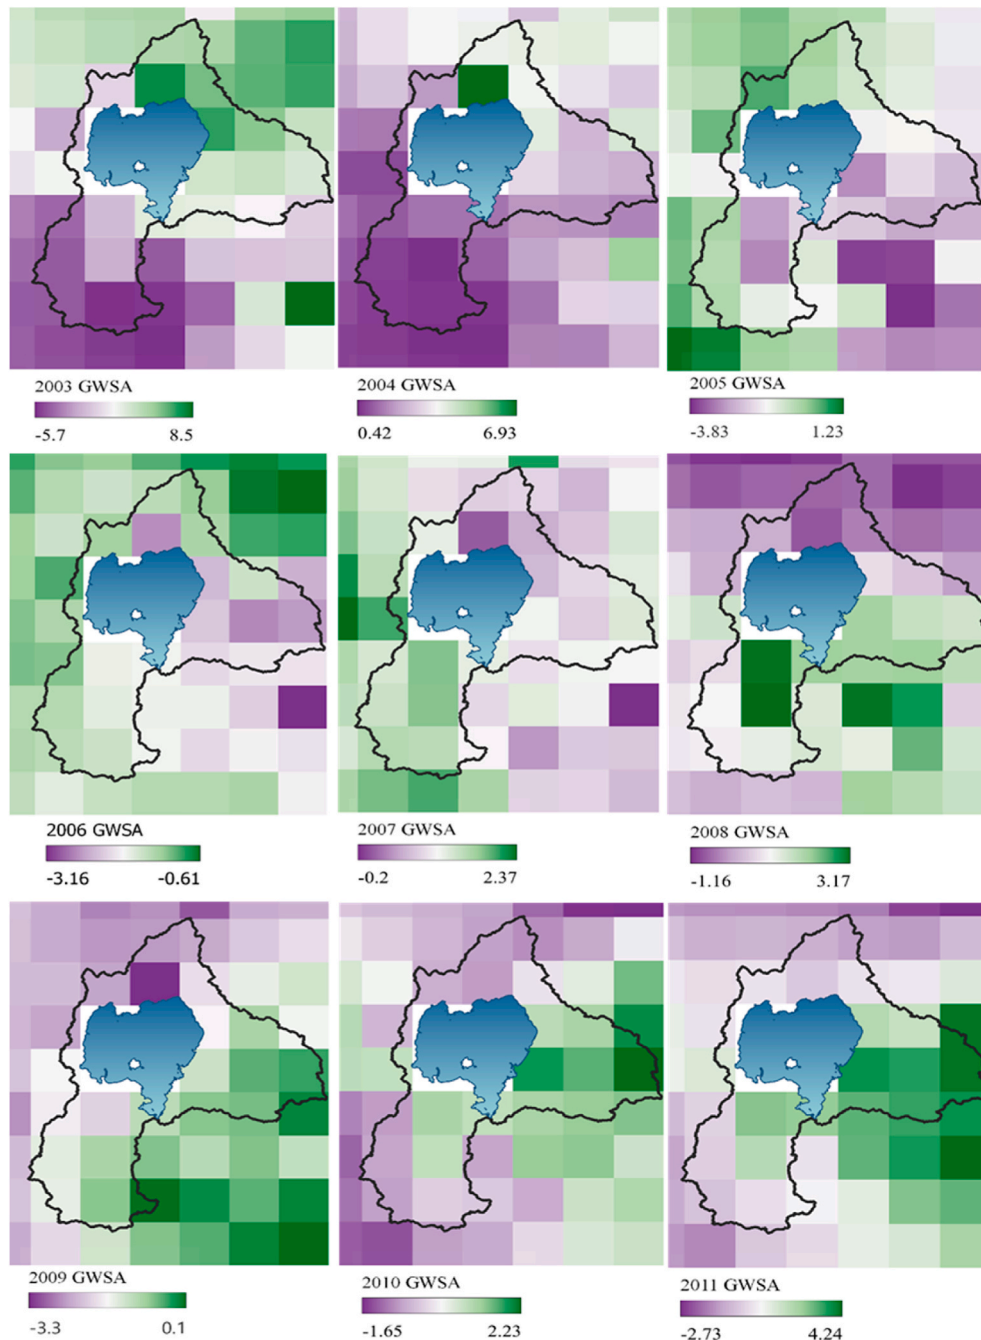 2003 GWSA
-5.7 8.5
2004 GWSA
0.42 6.93
2005 GWSA
-3.83 1.23
2006 GWSA
-3.16 -0.61
2007 GWSA
-0.2 2.37
2008 GWSA
-1.16 3.17
2009 GWSA
-3.3 0.1
2010 GWSA
-1.65 2.23
2011 GWSA
-2.73 4.24